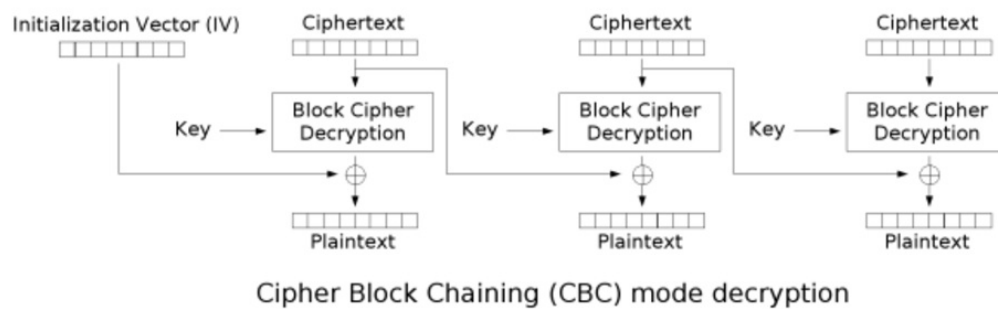 Initialization Vector (IV)
Ciphertext
Ciphertext
Ciphertext
Key
Block Cipher
Decryption
Key
Block Cipher
Decryption
Key
Block Cipher
Decryption
Plaintext
Plaintext
Plaintext
Cipher Block Chaining (CBC) mode decryption